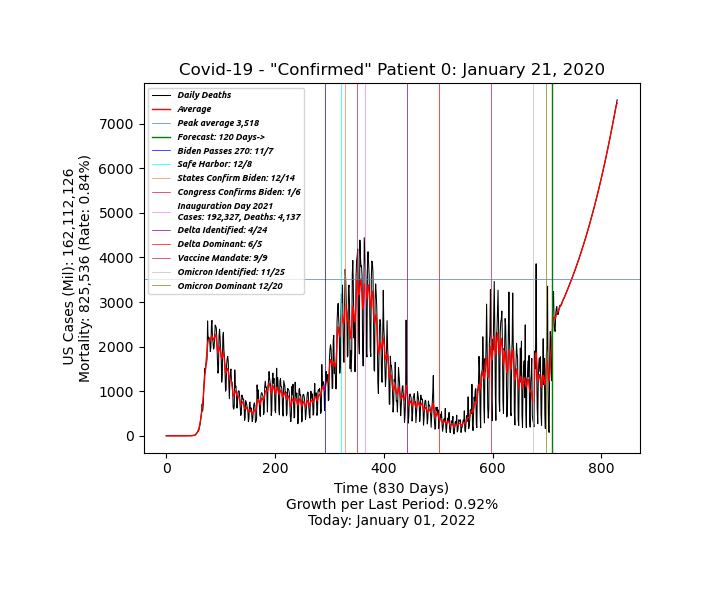 Covid-19 - "Confirmed" Patient 0: January 21, 2020
Daily Deaths
Average
Peak average 3,518
Forecast: 120 Days->
Biden Passes 270: 11/7
Safe Harbor: 12/8
States Confirm Biden: 12/14
Congress Confirms Biden: 1/6
Inauguration Day 2021
Cases: 192,327, Deaths: 4,137
Delta Identified: 4/24
Delta Dominant: 6/5
Vaccine Mandate: 9/9
Omicron Identified: 11/25
Omicron Dominant 12/20
US Cases (Mil): 162,112,126
Mortality: 825,536 (Rate: 0.84%)
7000
6000
5000
4000
3000
2000
1000
0
0 200 400 600 800
Time (830 Days)
Growth per Last Period: 0.92%
Today: January 01, 2022